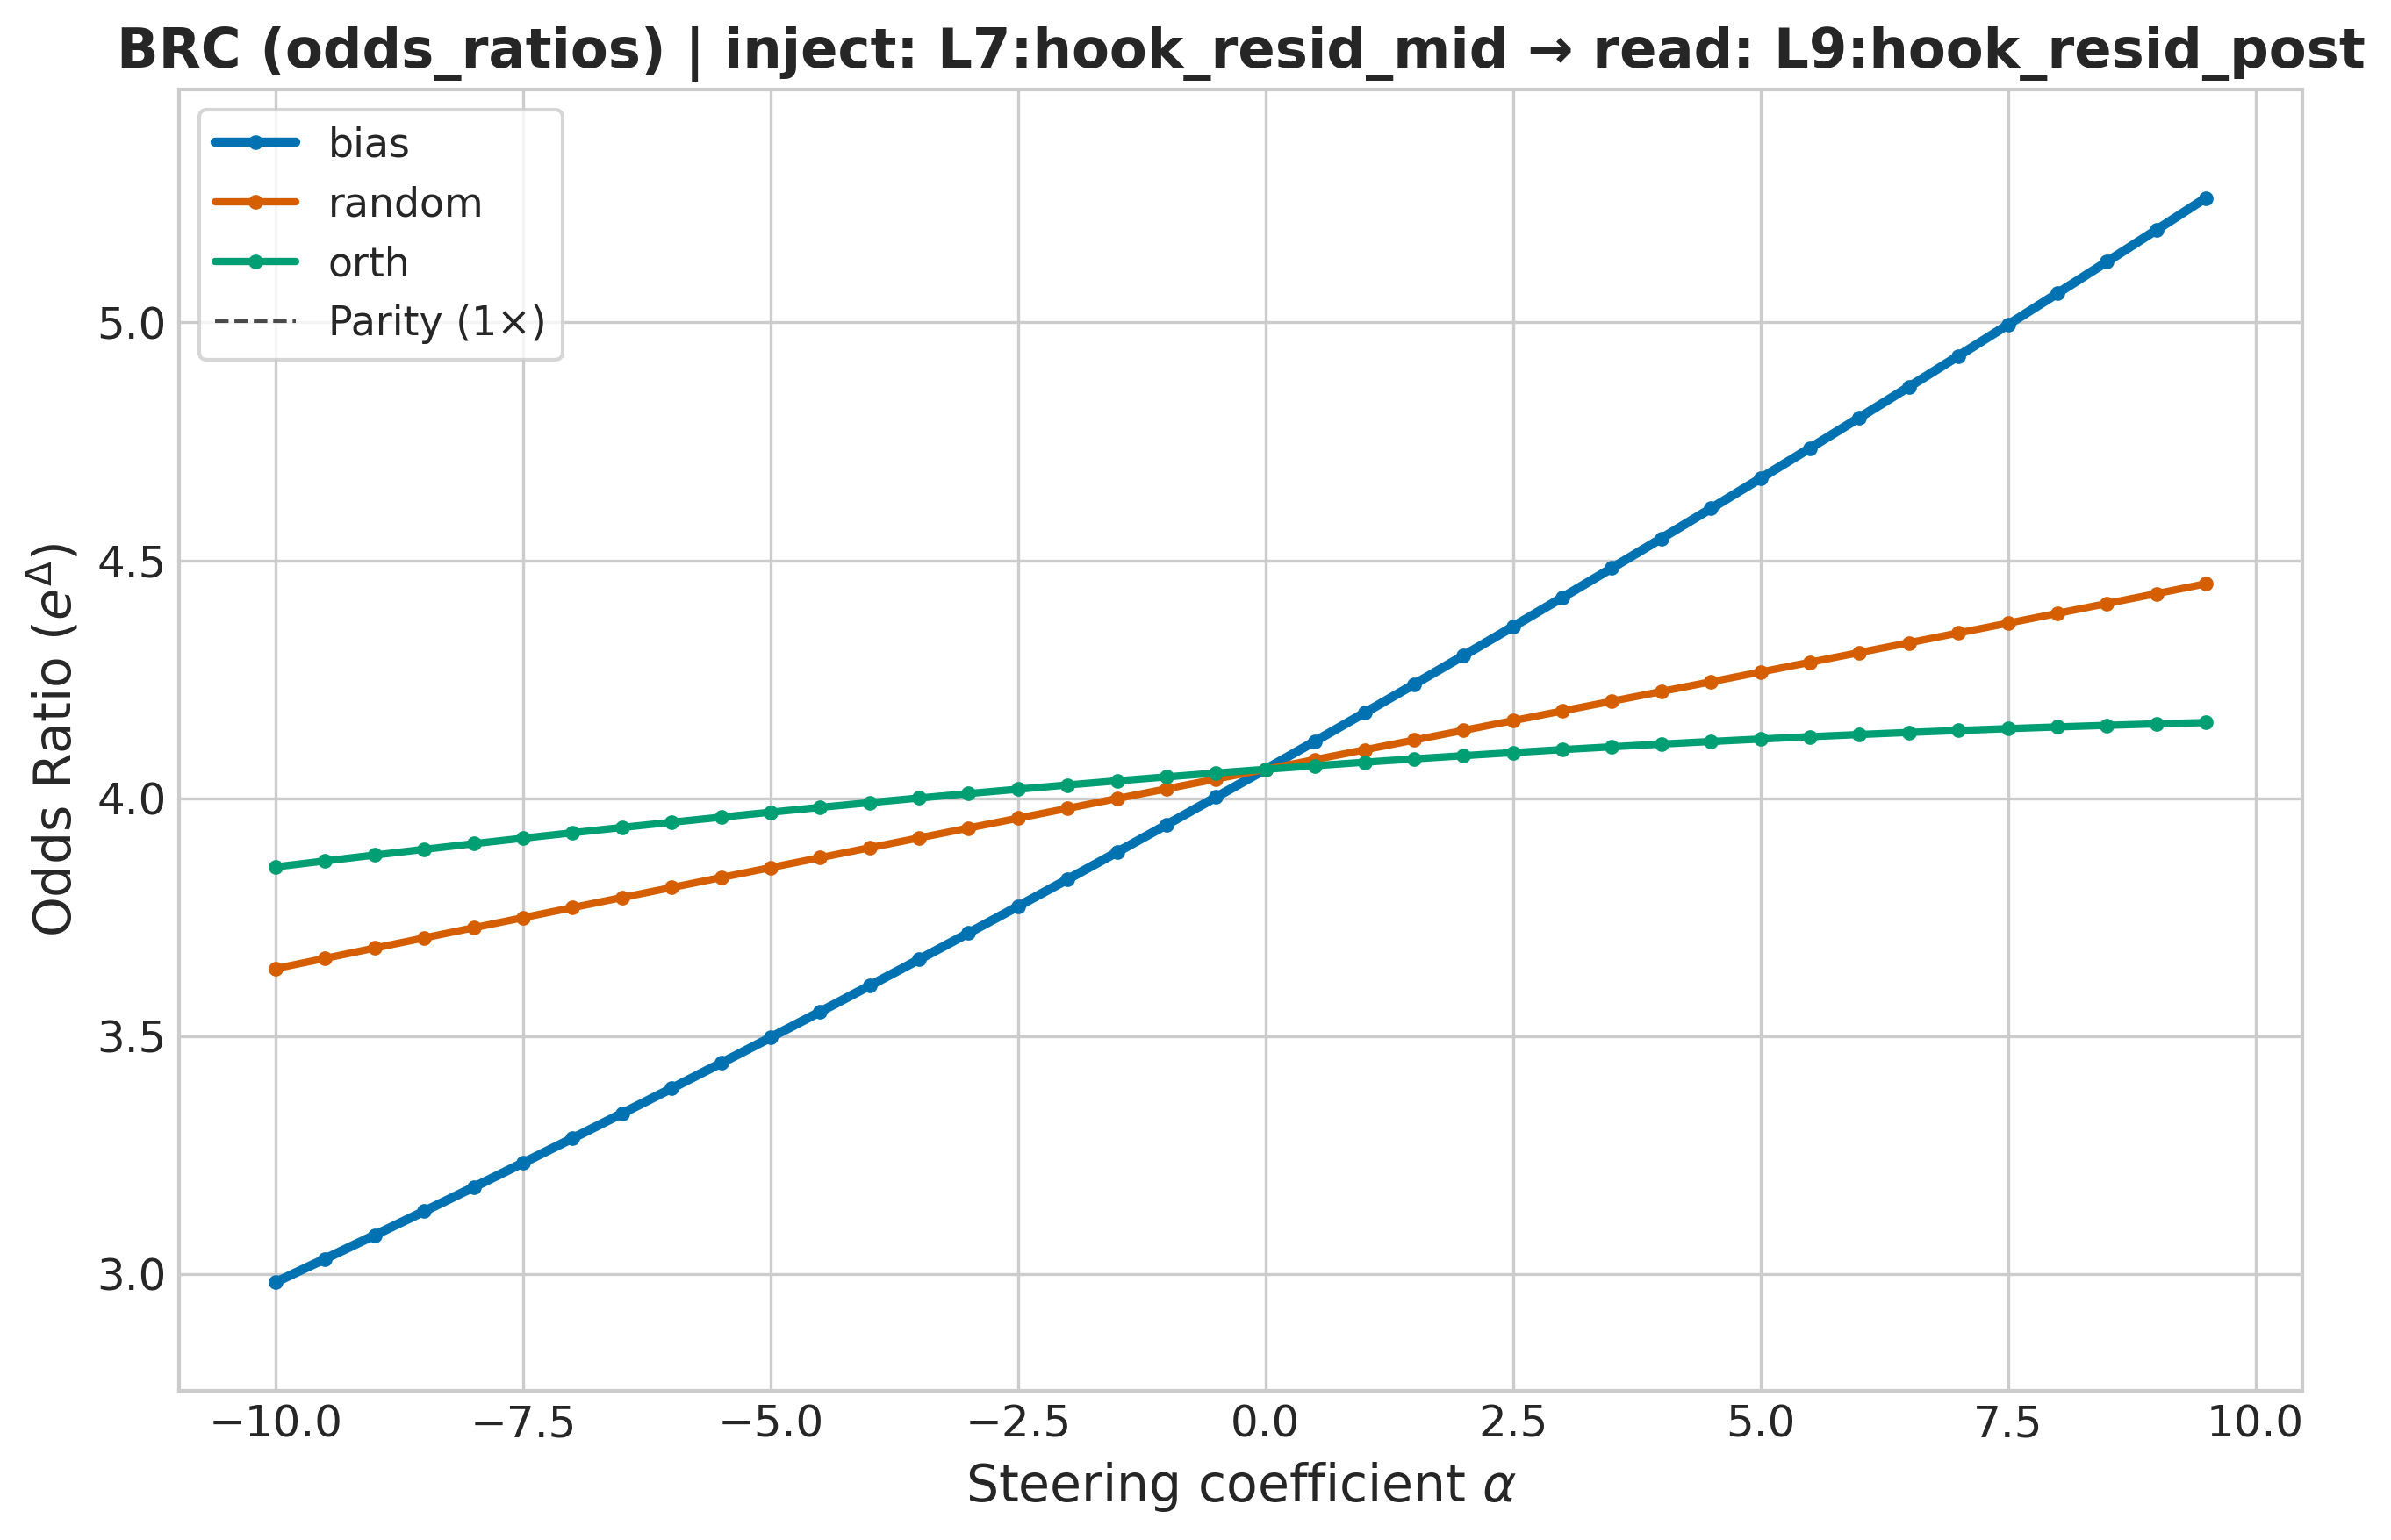 BRC (odds_ratios) | inject: L7:hook_resid_mid → read: L9:hook_resid_post
bias
random
orth
Parity (1×)
Odds Ratio (e^Δ)
5.0
4.5
4.0
3.5
3.0
−10.0 −7.5 −5.0 −2.5 0.0 2.5 5.0 7.5 10.0
Steering coefficient α